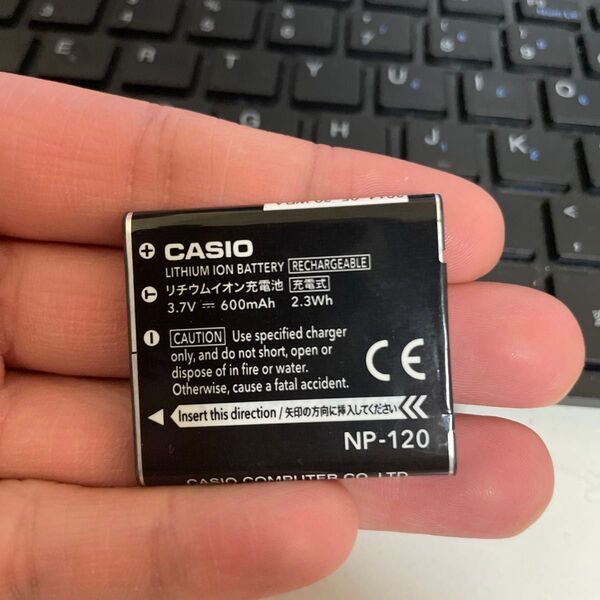 E R T Y U
G H J K
CASIO
LITHIUM ION BATTERY RECHARGEABLE
リチウムイオン充電池 充電式
3.7V ⎓ 600mAh 2.3Wh
+
T
−
CAUTION Use specified charger
only, and do not short, open or
dispose of in fire or water.
Otherwise, cause a fatal accident.
CE
Insert this direction/矢印の方向に挿入してください
NP-120
CASIO COMPUTER CO., LTD.